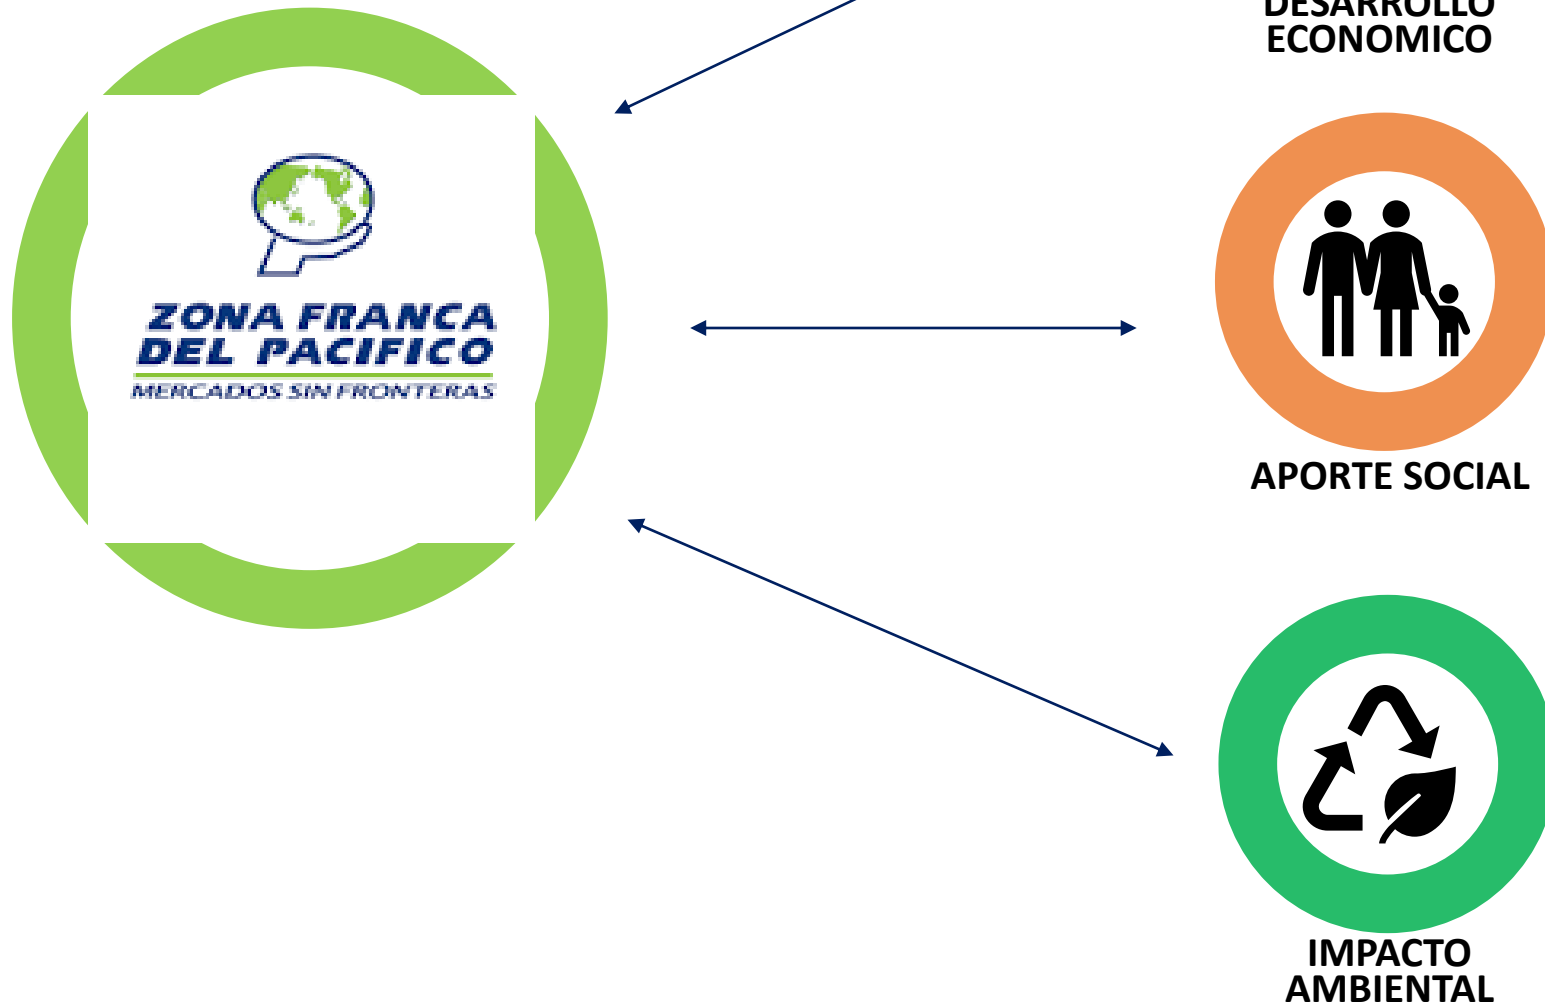 DESARROLLO
ECONOMICO
ZONA FRANCA
DEL PACIFICO
MERCADOS SIN FRONTERAS
APORTE SOCIAL
IMPACTO
AMBIENTAL